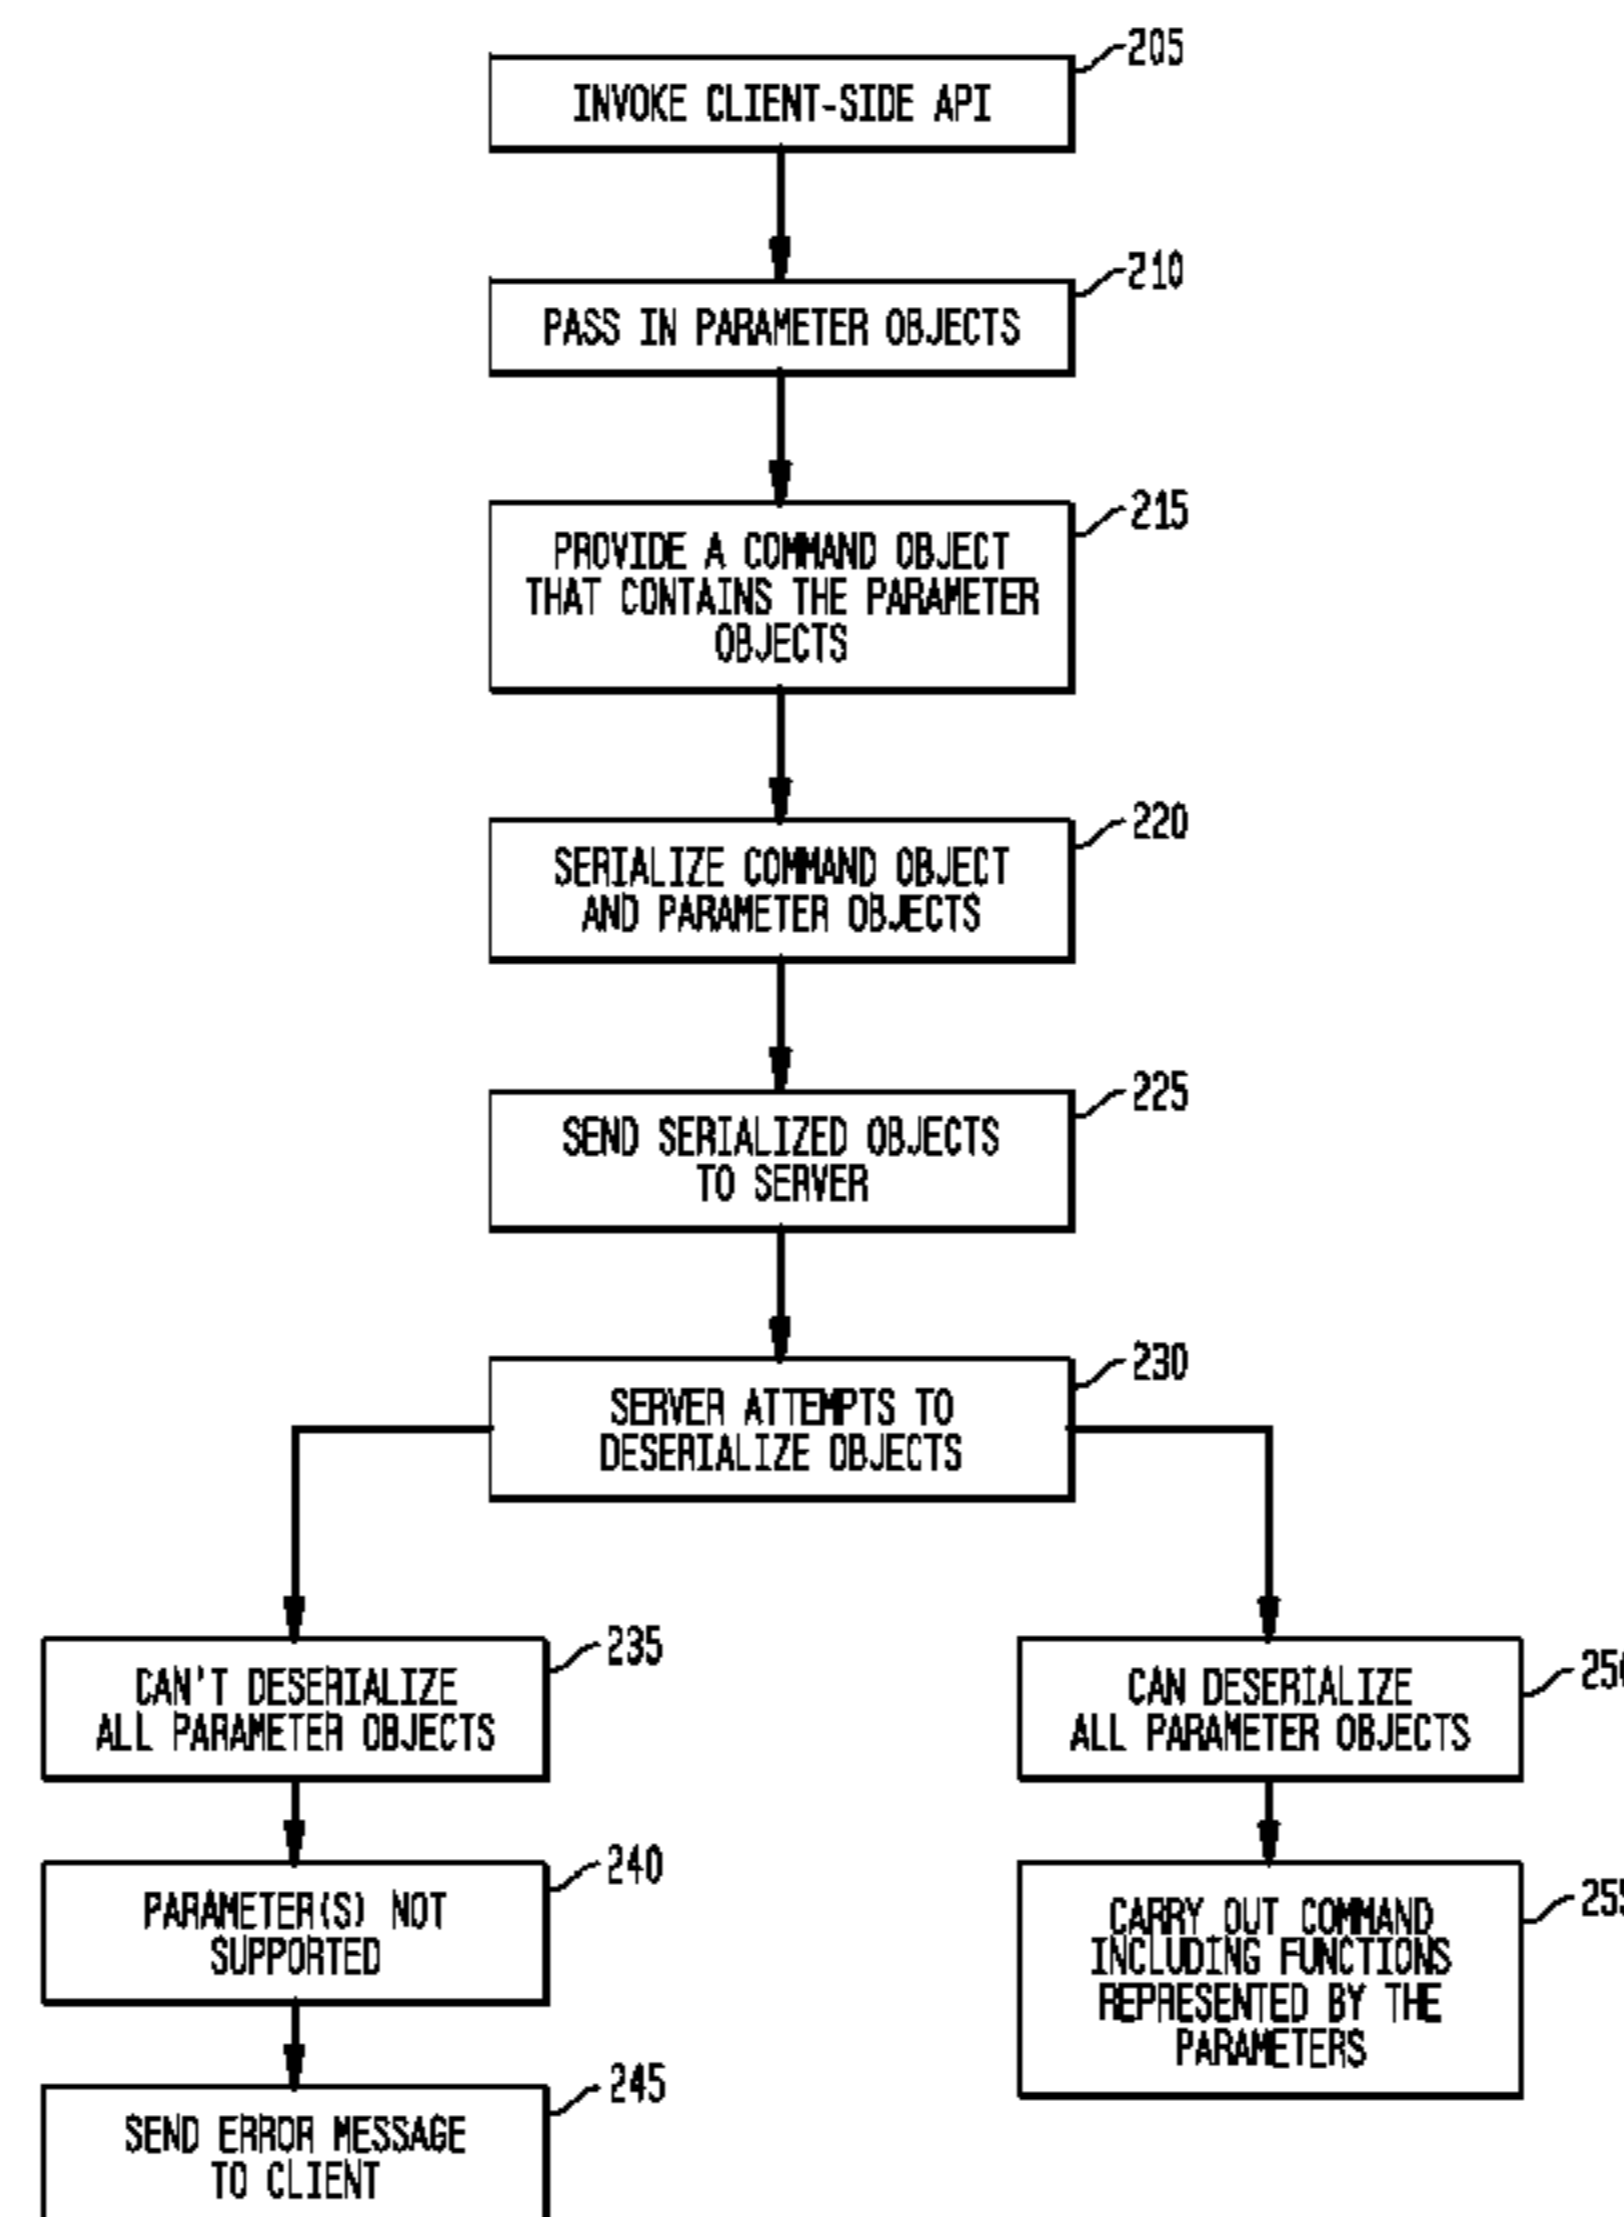 205
INVOKE CLIENT-SIDE API
210
PASS IN PARAMETER OBJECTS
215
PROVIDE A COMMAND OBJECT
THAT CONTAINS THE PARAMETER
OBJECTS
220
SERIALIZE COMMAND OBJECT
AND PARAMETER OBJECTS
225
SEND SERIALIZED OBJECTS
TO SERVER
230
SERVER ATTEMPTS TO
DESERIALIZE OBJECTS
235
CAN'T DESERIALIZE
ALL PARAMETER OBJECTS
240
PARAMETER(S) NOT
SUPPORTED
245
SEND ERROR MESSAGE
TO CLIENT
CAN DESERIALIZE
ALL PARAMETER OBJECTS
CARRY OUT COMMAND
INCLUDING FUNCTIONS
REPRESENTED BY THE
PARAMETERS